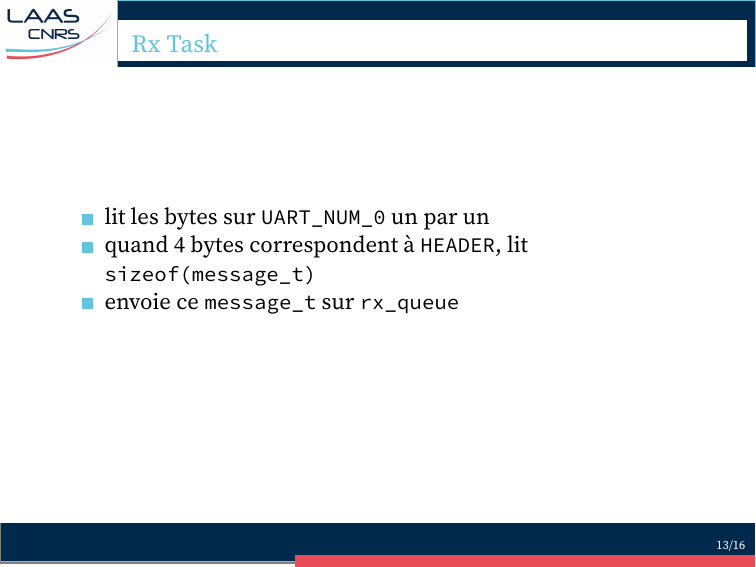 LAAS
CNRS
Rx Task
lit les bytes sur UART_NUM_0 un par un
quand 4 bytes correspondent à HEADER, lit
sizeof(message_t)
envoie ce message_t sur rx_queue
13/16